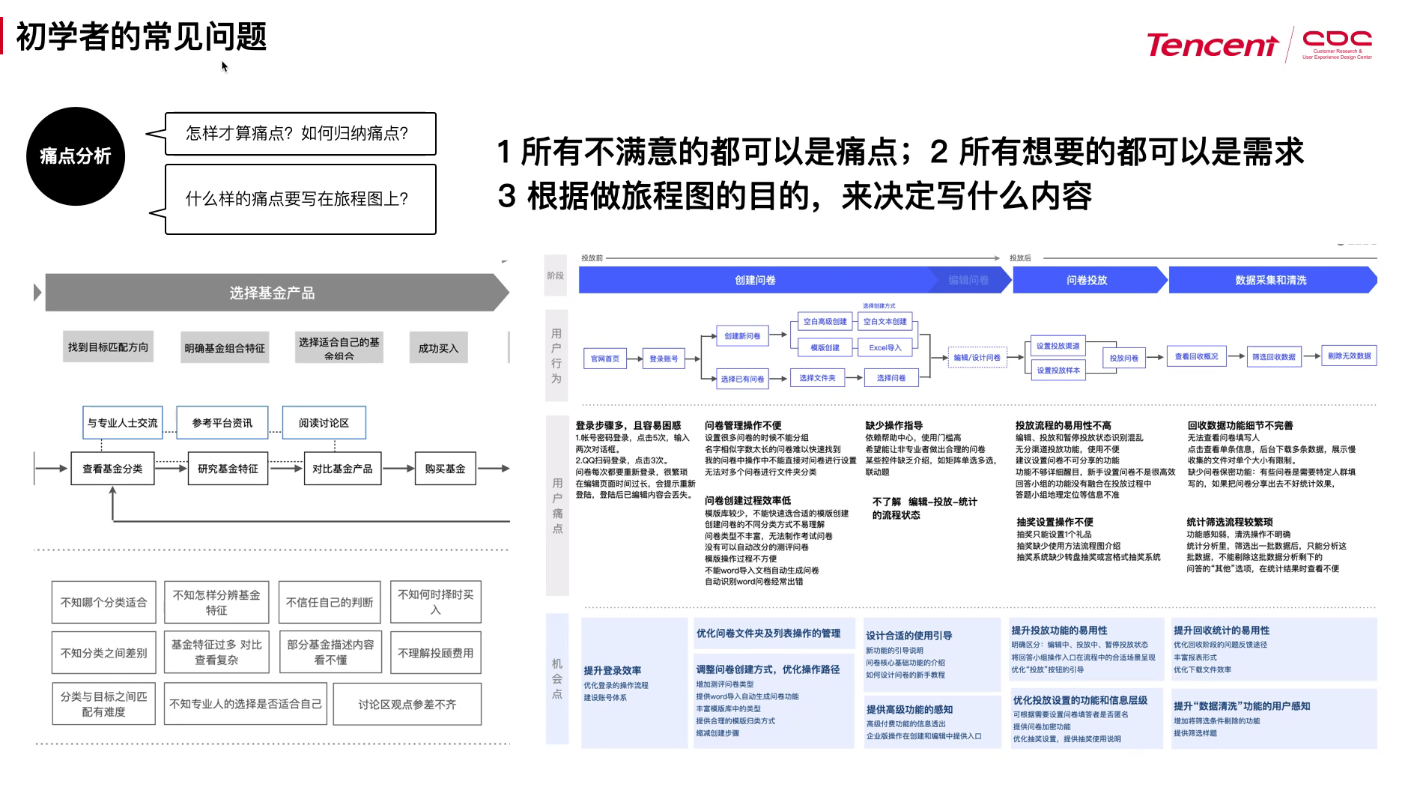 初学者的常见问题
Tencent
CDC
Customer Research &
User Experience Design Center
痛点分析
怎样才算痛点？如何归纳痛点？
什么样的痛点要写在旅程图上？
1 所有不满意的都可以是痛点；2 所有想要的都可以是需求
3 根据做旅程图的目的，来决定写什么内容
选择基金产品
找到目标匹配方向
明确基金组合特征
选择适合自己的基
金组合
成功买入
与专业人士交流
参考平台资讯
阅读讨论区
查看基金分类
研究基金特征
对比基金产品
购买基金
不知哪个分类适合
不知怎样分辨基金
特征
不信任自己的判断
不知何时择时买
入
不知分类之间差别
基金特征过多 对比
查看复杂
部分基金描述内容
看不懂
不理解投顾费用
分类与目标之间匹
配有难度
不知专业人的选择是否适合自己
讨论区观点参差不齐
阶段
投放前
投放后
创建问卷
编辑问卷
问卷投放
数据采集和清洗
用户行为
官网首页
登录账号
创建新问卷
选择已有问卷
选择创建方式
空白高级创建
空白文本创建
模版创建
Excel导入
选择文件夹
选择问卷
编辑/设计问卷
设置投放渠道
设置投放样本
投放问卷
查看回收概况
筛选回收数据
剔除无效数据
用户痛点
登录步骤多，且容易困惑
1.帐号密码登录，点击5次，输入
两次对话框。
2.QQ扫码登录，点击3次。
问卷每次都要重新登录，很繁琐
在编辑页面时间过长，会提示重新
登陆，登陆后已编辑内容会丢失。
问卷管理操作不便
设置很多问卷的时候不能分组
名字相似字数太长的问卷难以快速找到
我的问卷中操作中不能直接对问卷进行设置
无法对多个问卷进行文件夹分类
问卷创建过程效率低
模版库较少，不能快速选合适的模版创建
创建问卷的不同分类方式不易理解
问卷类型不丰富，无法制作考试问卷
没有可以自动改分的测评问卷
模版操作过程不方便
不能word导入文档自动生成问卷
自动识别word问卷经常出错
缺少操作指导
依赖帮助中心，使用门槛高
希望能让非专业者做出合理的问卷
某些控件缺乏介绍，如矩阵单选多选，
联动题
不了解 编辑–投放–统计
的流程状态
投放流程的易用性不高
编辑、投放和暂停投放状态识别混乱
无分渠道投放功能，使用不便
建议设置问卷不可分享的功能
功能不够详细醒目，新手设置问卷不是很高效
回答小组的功能没有融合在投放过程中
答题小组地理定位等信息不准
抽奖设置操作不便
抽奖只能设置1个礼品
抽奖缺少使用方法流程图介绍
抽奖系统缺少转盘抽奖或宫格式抽奖系统
回收数据功能细节不完善
无法查看问卷填写人
点击查看单条信息，后台下载多条数据，展示慢
收集的文件对单个大小有限制。
缺少问卷保密功能：有些问卷是需要特定人群填
写的，如果把问卷分享出去不好统计效果，
统计筛选流程较繁琐
功能感知弱，清洗操作不明确
统计分析里，筛选出一批数据后，只能分析这
批数据，不能剔除这批数据分析剩下的
问答的“其他”选项，在统计结果时查看不便
机会点
提升登录效率
优化登录的操作流程
建设账号体系
优化问卷文件夹及列表操作的管理
调整问卷创建方式，优化操作路径
增加测评问卷类型
提供word导入自动生成问卷功能
丰富模版库中的类型
提供合理的模版归类方式
缩减创建步骤
设计合适的使用引导
新功能的引导说明
问卷核心基础功能的介绍
如何设计问卷的新手教程
提供高级功能的感知
高级付费功能的信息透出
企业版操作在创建和编辑中提供入口
提升投放功能的易用性
明确区分：编辑中、投放中、暂停投放状态
将回答小组操作入口在流程中的合适场景呈现
优化“投放”按钮的引导
优化投放设置的功能和信息层级
可根据需要设置问卷填答者是否匿名
提供问卷加密功能
优化抽奖设置，提供抽奖使用说明
提升回收统计的易用性
优化回收阶段的问题反馈途径
丰富报表形式
优化下载文件效率
提升“数据清洗”功能的用户感知
增加将筛选条件剔除的功能
提供筛选样题